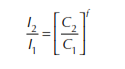 I₂/I₁ = [C₂/C₁]^f